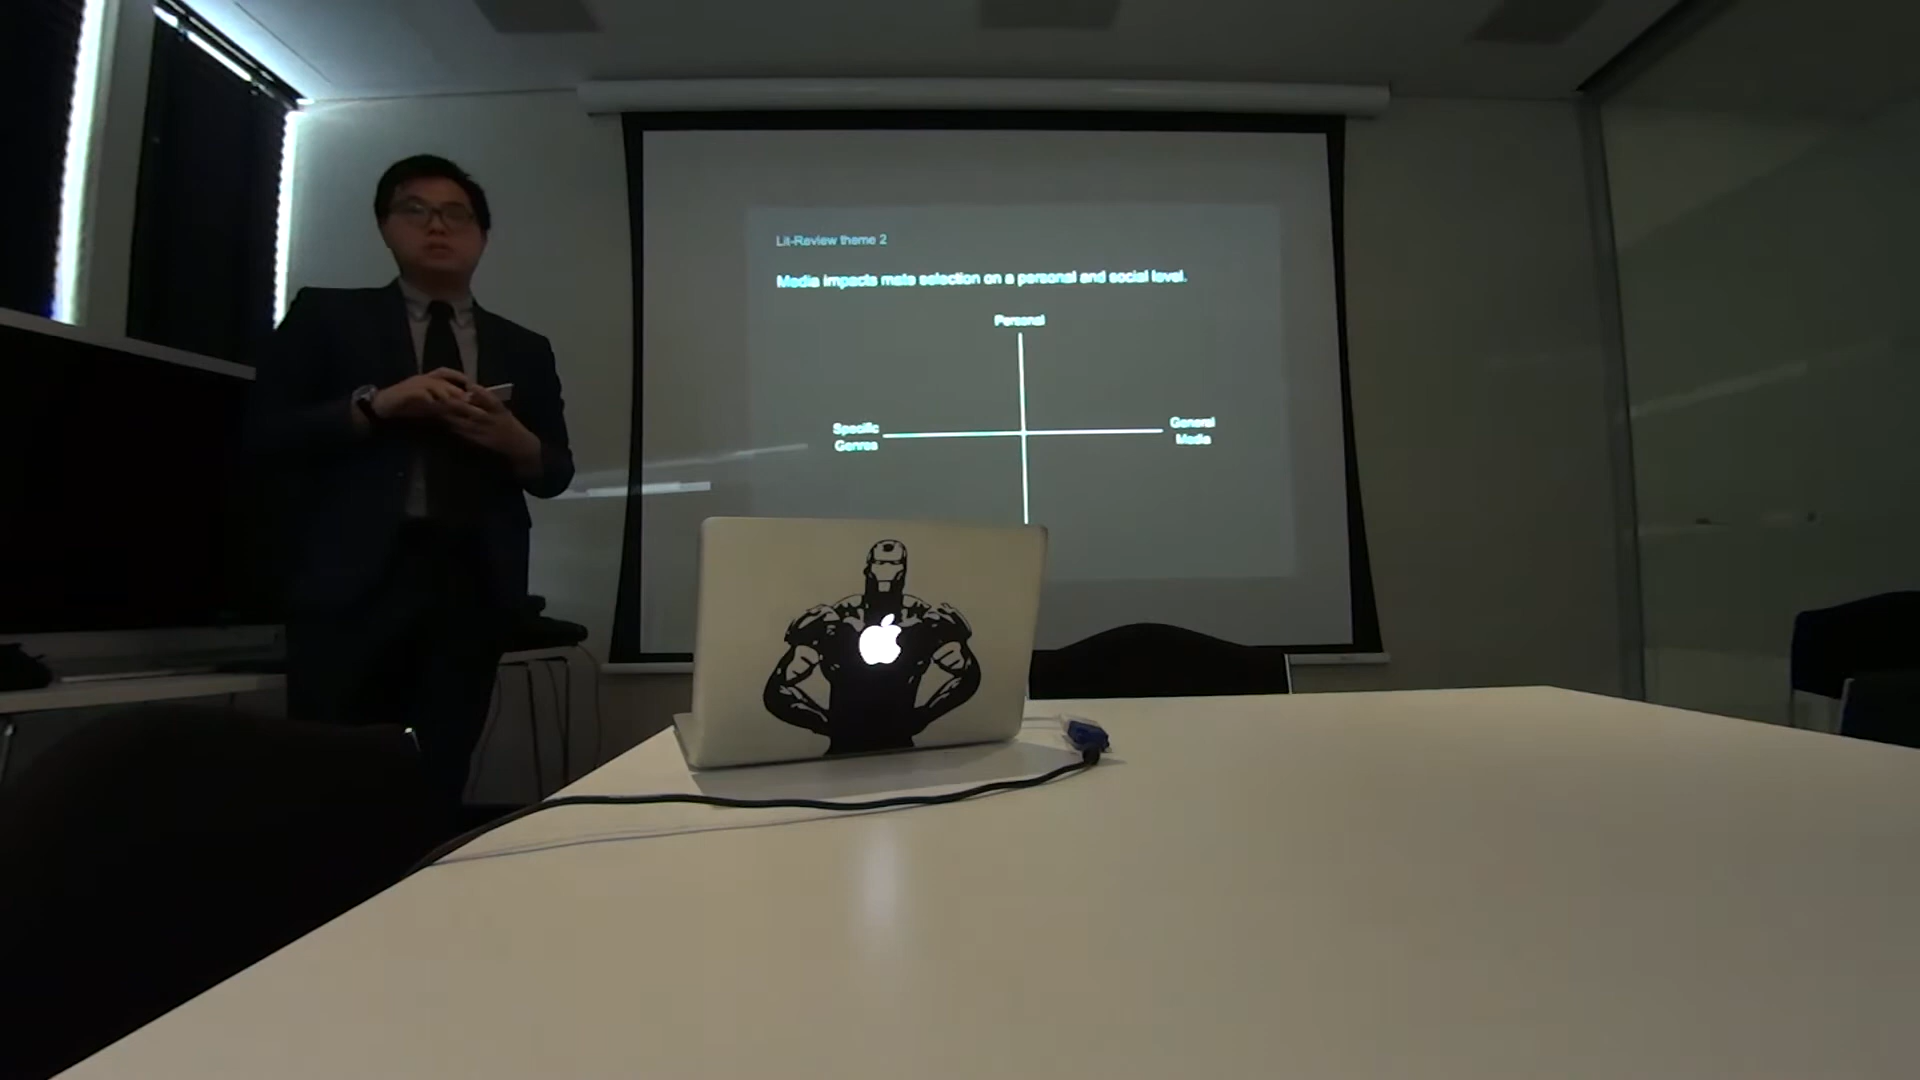 Lit-Review theme 2
Media impacts mate selection on a personal and social level.
Personal
Specific
Genres
General
Media